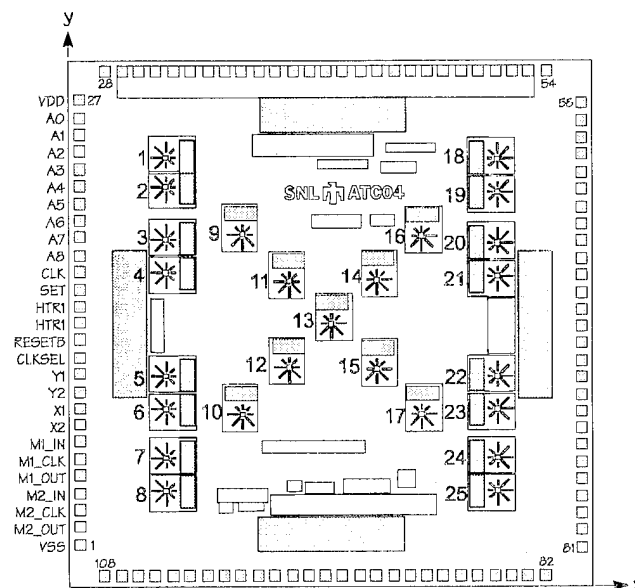 y
28 54
VDD 27 55
A0
A1
A2
A3
A4
A5
A6
A7
A8
CLK
SET
HTR1
HTR1
RESETB
CLKSEL
Y1
Y2
X1
X2
M1_IN
M1_CLK
M1_OUT
M2_IN
M2_CLK
M2_OUT
VSS 1 81
108 82
x
1 18
2 19
SNL ATC04
9 16
3 20
4 21
11 14
13
12 15
5 22
6 23
10 17
7 24
8 25